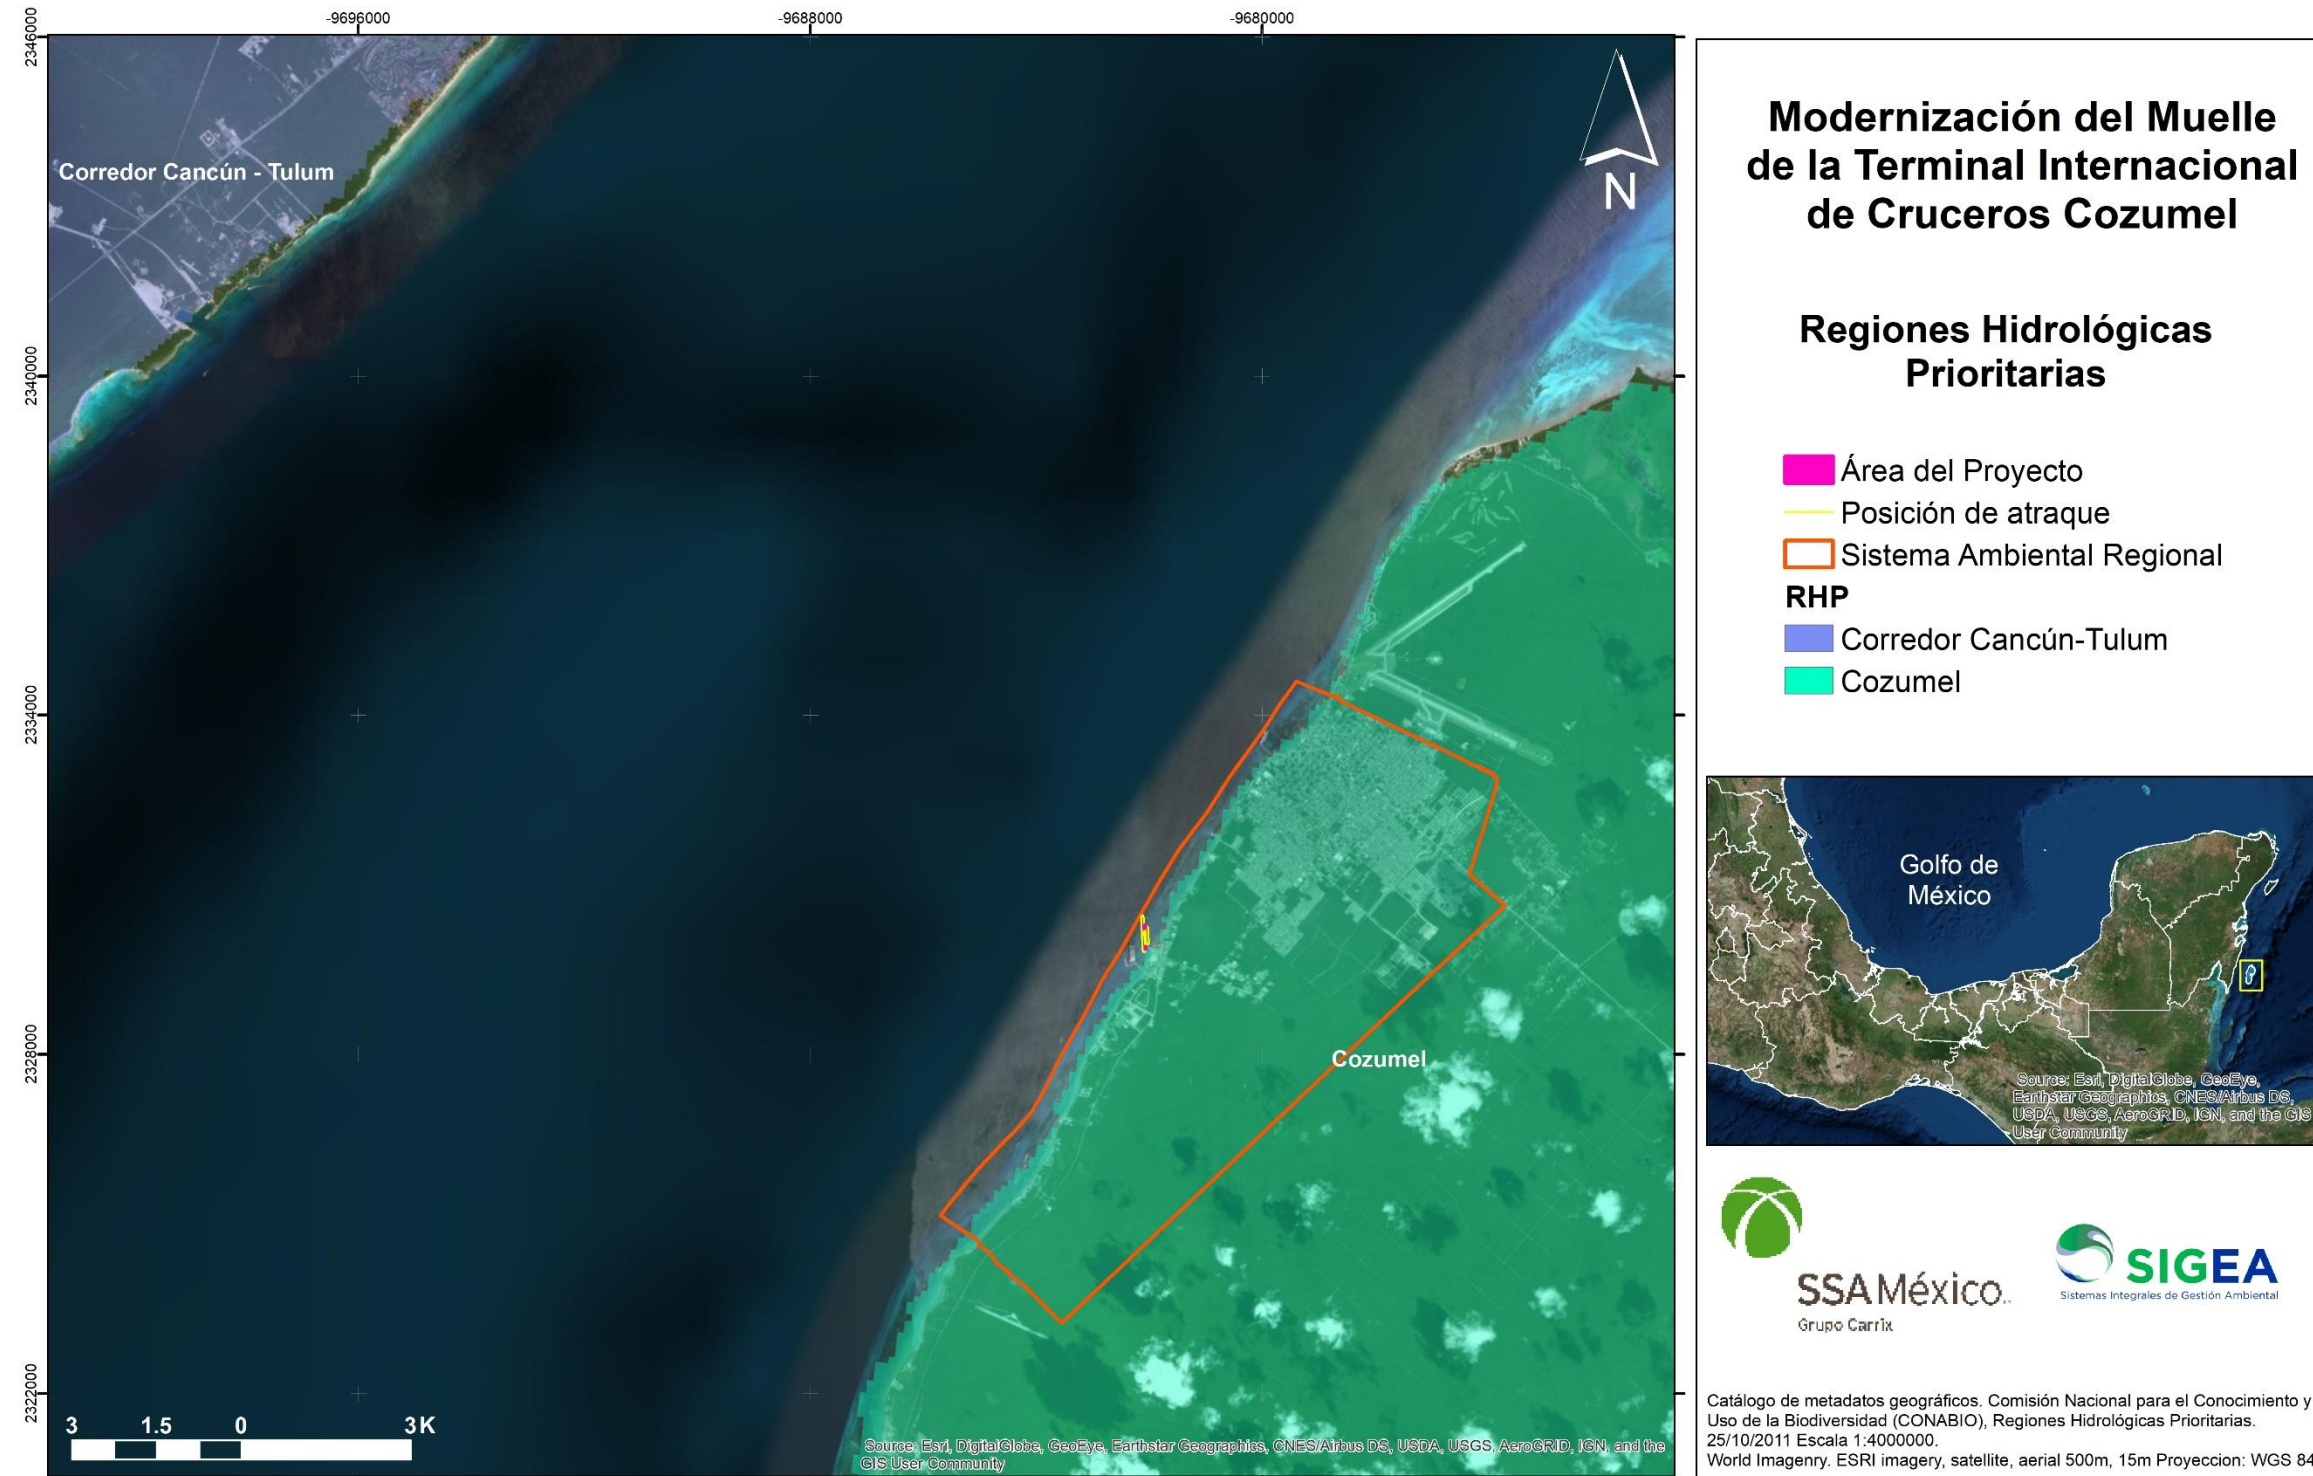 -9696000
-9688000
-9680000
2346000
2340000
2334000
2328000
2322000
Corredor Cancún - Tulum
N
Cozumel
3 1.5 0 3 K
Source: Esri, DigitalGlobe, GeoEye, Earthstar Geographics, CNES/Airbus DS, USDA, USGS, AeroGRID, IGN, and the
GIS User Community
Modernización del Muelle
de la Terminal Internacional
de Cruceros Cozumel
Regiones Hidrológicas
Prioritarias
Área del Proyecto
Posición de atraque
Sistema Ambiental Regional
RHP
Corredor Cancún-Tulum
Cozumel
Golfo de
México
Source: Esri, DigitalGlobe, GeoEye,
Earthstar Geographics, CNES/Airbus DS,
USDA, USGS, AeroGRID, IGN, and the GIS
User Community
SSA México
Grupo Carrix
SIGEA
Sistemas Integrales de Gestión Ambiental
Catálogo de metadatos geográficos. Comisión Nacional para el Conocimiento y
Uso de la Biodiversidad (CONABIO), Regiones Hidrológicas Prioritarias.
25/10/2011 Escala 1:4000000.
World Imagenry. ESRI imagery, satellite, aerial 500m, 15m Proyeccion: WGS 84